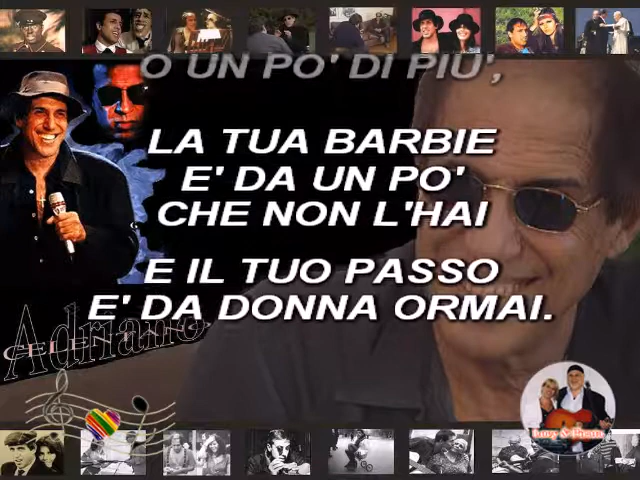 O UN PO' DI PIU',
LA TUA BARBIE
E' DA UN PO'
CHE NON L'HAI
E IL TUO PASSO
E' DA DONNA ORMAI.
Adriano
CELENTANO